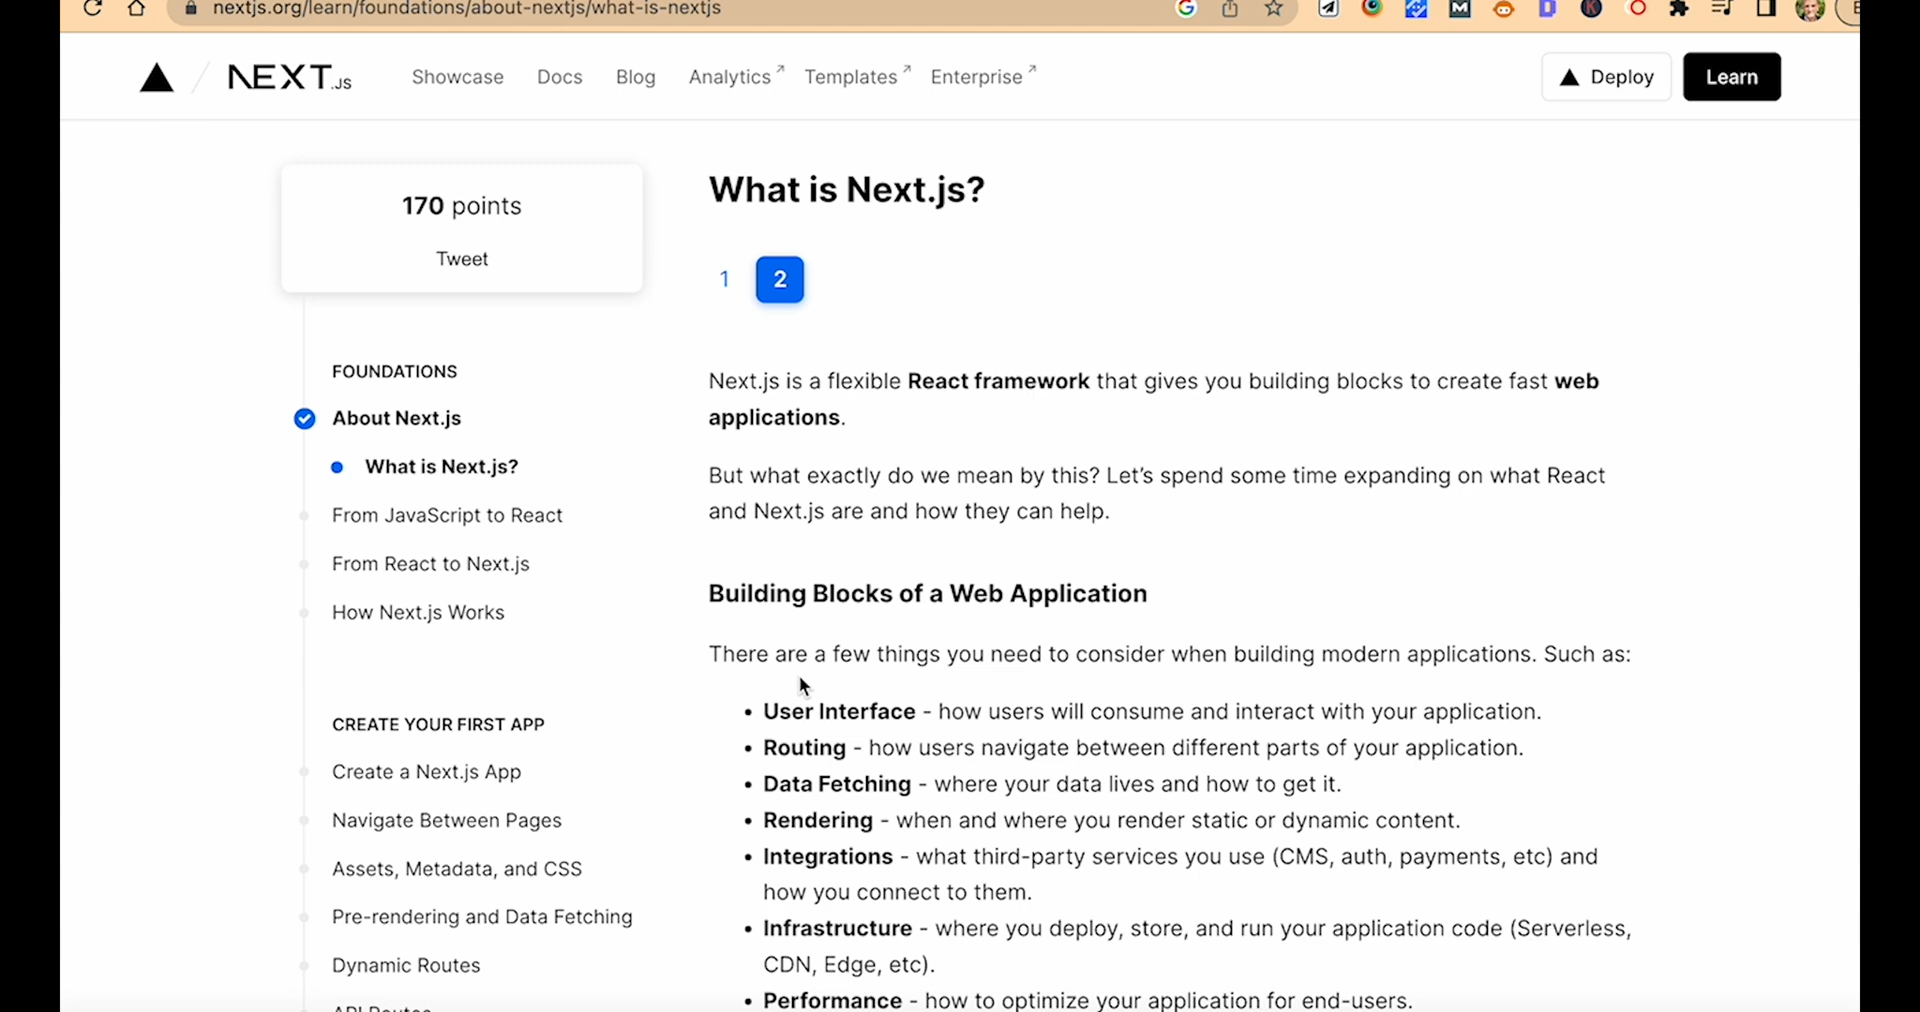 nextjs.org/learn/foundations/about-nextjs/what-is-nextjs
NEXT.JS
Showcase
Docs
Blog
Analytics ↗
Templates ↗
Enterprise ↗
Deploy
Learn
170 points
Tweet
FOUNDATIONS
About Next.js
What is Next.js?
From JavaScript to React
From React to Next.js
How Next.js Works
CREATE YOUR FIRST APP
Create a Next.js App
Navigate Between Pages
Assets, Metadata, and CSS
Pre-rendering and Data Fetching
Dynamic Routes
API Routes
What is Next.js?
1
2
Next.js is a flexible React framework that gives you building blocks to create fast web
applications.
But what exactly do we mean by this? Let’s spend some time expanding on what React
and Next.js are and how they can help.
Building Blocks of a Web Application
There are a few things you need to consider when building modern applications. Such as:
• User Interface - how users will consume and interact with your application.
• Routing - how users navigate between different parts of your application.
• Data Fetching - where your data lives and how to get it.
• Rendering - when and where you render static or dynamic content.
• Integrations - what third-party services you use (CMS, auth, payments, etc) and
how you connect to them.
• Infrastructure - where you deploy, store, and run your application code (Serverless,
CDN, Edge, etc).
• Performance - how to optimize your application for end-users.